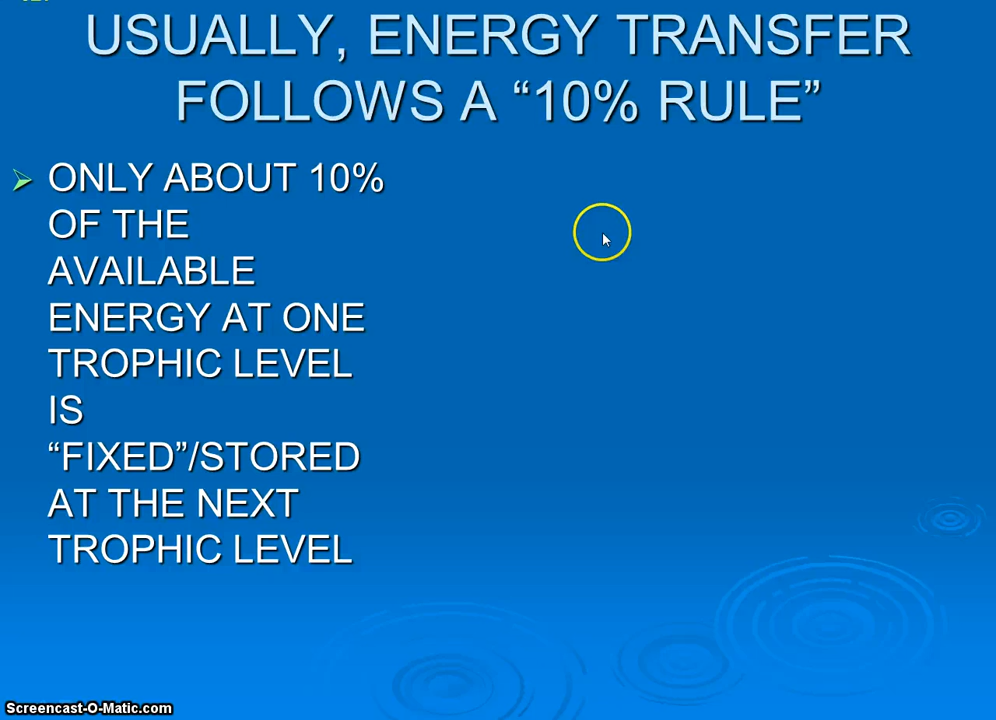 USUALLY, ENERGY TRANSFER
FOLLOWS A “10% RULE”
ONLY ABOUT 10%
OF THE
AVAILABLE
ENERGY AT ONE
TROPHIC LEVEL
IS
“FIXED”/STORED
AT THE NEXT
TROPHIC LEVEL
Screencast-O-Matic.com